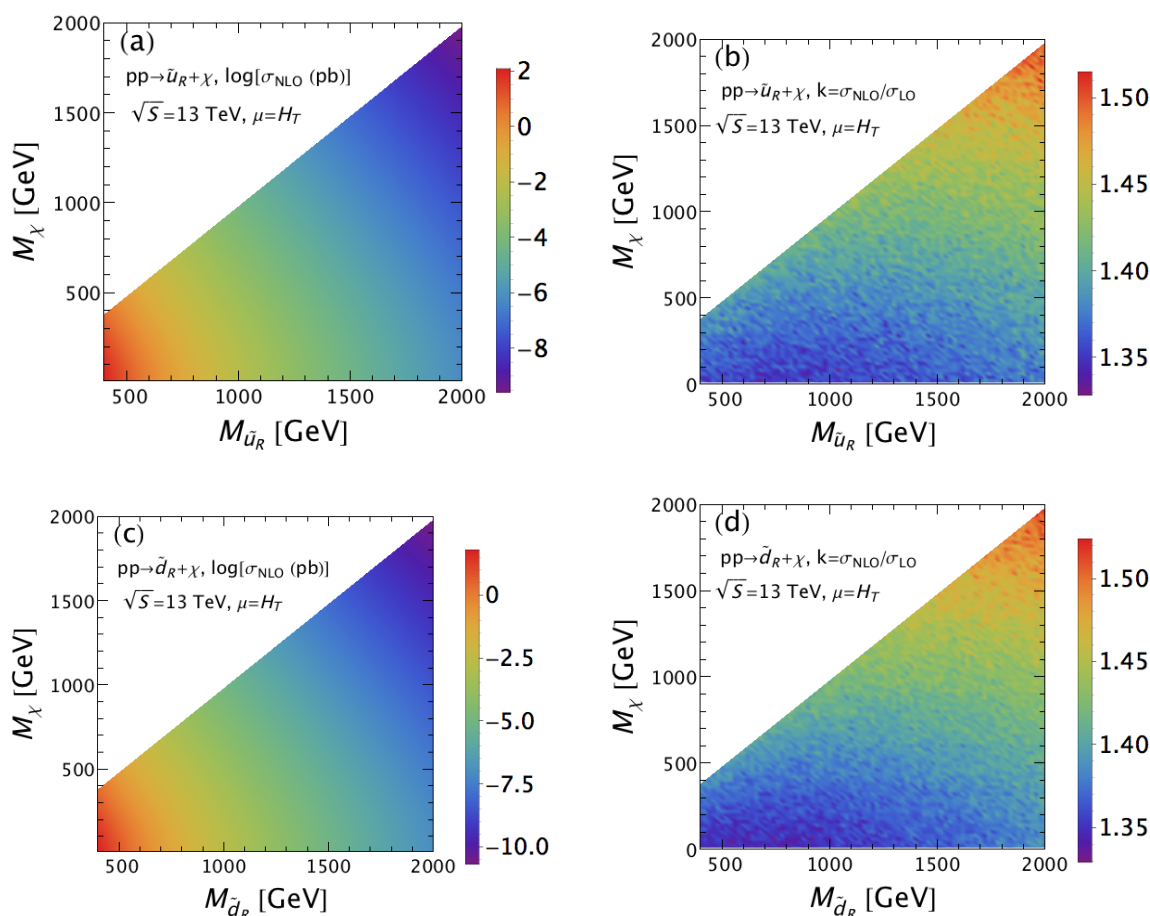 (a)
pp→ũ_R+χ, log[σ_NLO (pb)]
√S=13 TeV, μ=H_T
2000
1500
1000
500
M_χ [GeV]
500 1000 1500 2000
M_ũ_R [GeV]
2
0
−2
−4
−6
−8
(b)
pp→ũ_R+χ, k=σ_NLO/σ_LO
√S=13 TeV, μ=H_T
2000
1500
1000
500
0
M_χ [GeV]
500 1000 1500 2000
M_ũ_R [GeV]
1.50
1.45
1.40
1.35
(c)
pp→d̃_R+χ, log[σ_NLO (pb)]
√S=13 TeV, μ=H_T
2000
1500
1000
500
M_χ [GeV]
500 1000 1500 2000
M_d̃_R [GeV]
0
−2.5
−5.0
−7.5
−10.0
(d)
pp→d̃_R+χ, k=σ_NLO/σ_LO
√S=13 TeV, μ=H_T
2000
1500
1000
500
0
M_χ [GeV]
500 1000 1500 2000
M_d̃_R [GeV]
1.50
1.45
1.40
1.35